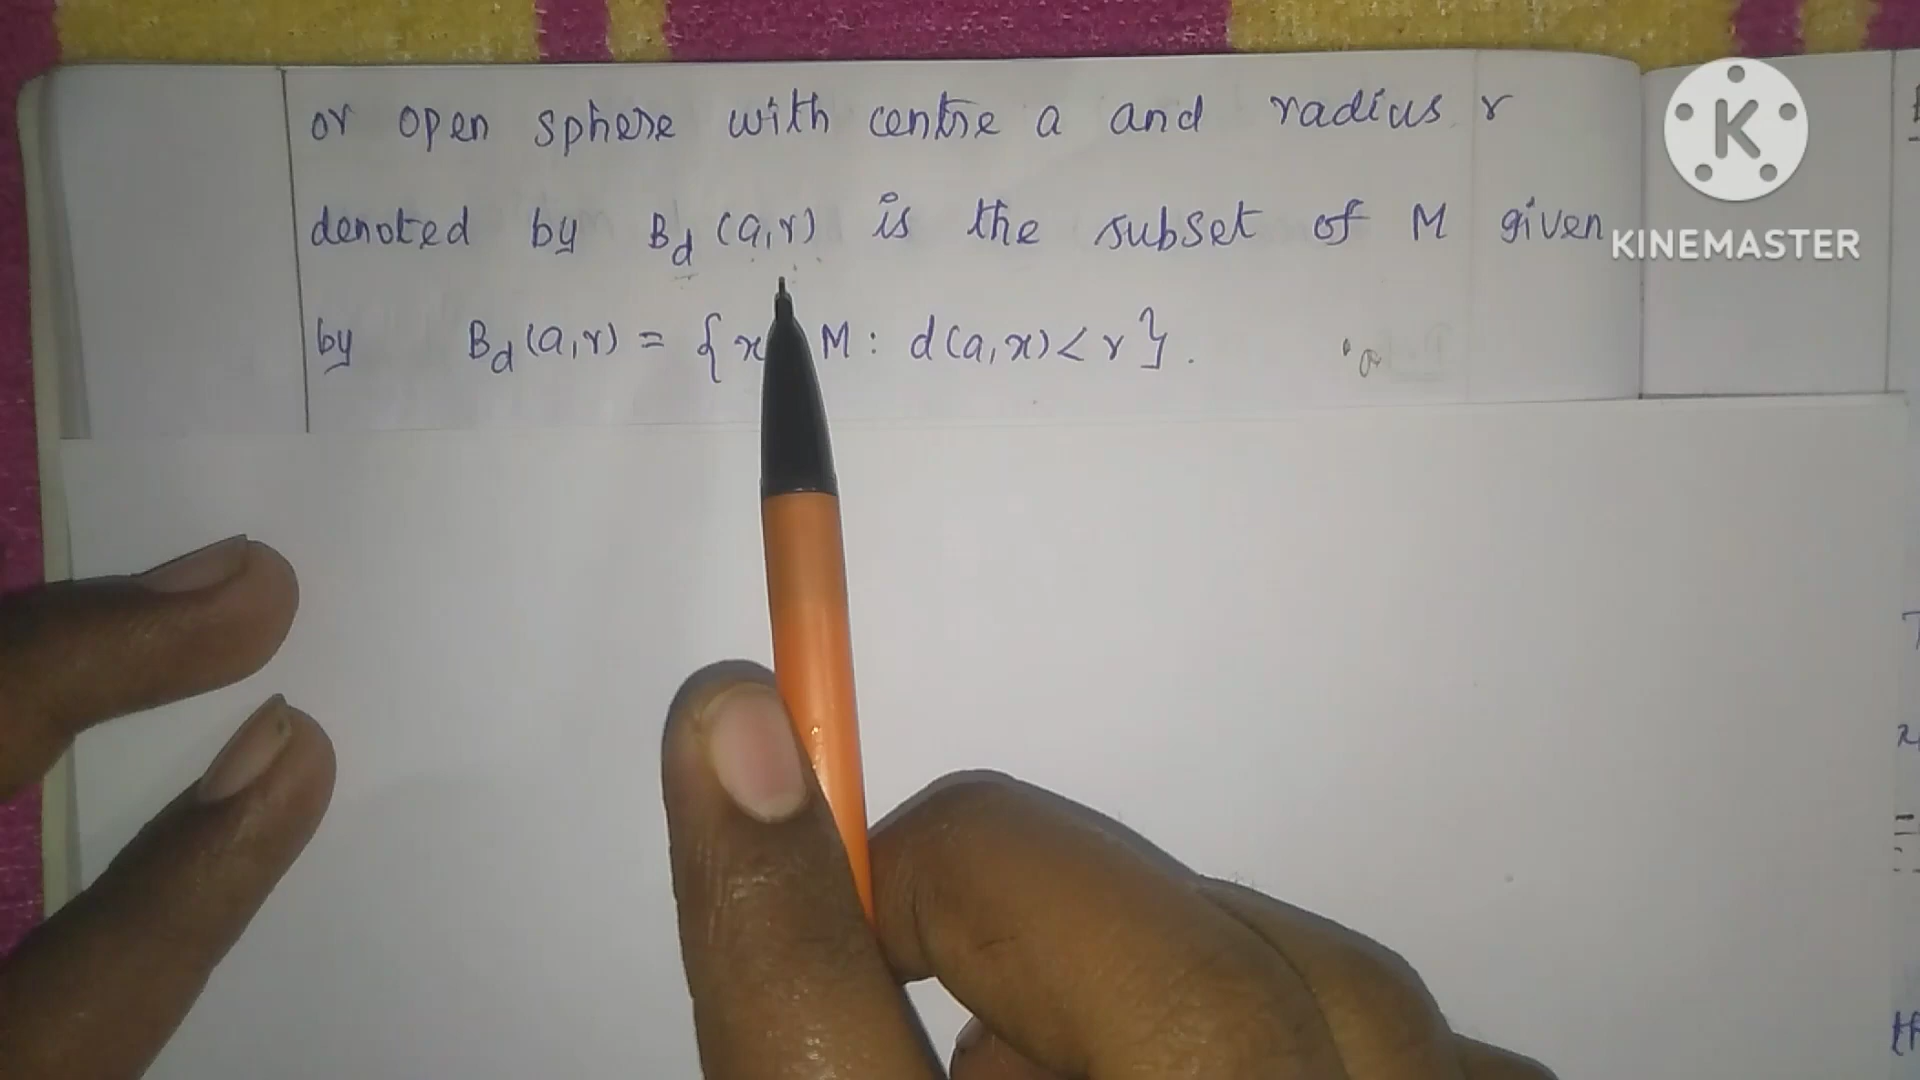 or open sphere with centre a and radius r
denoted by B_d (a,r) is the subset of M given
by B_d (a,r) = { x M : d(a,x) < r } .
KINEMASTER